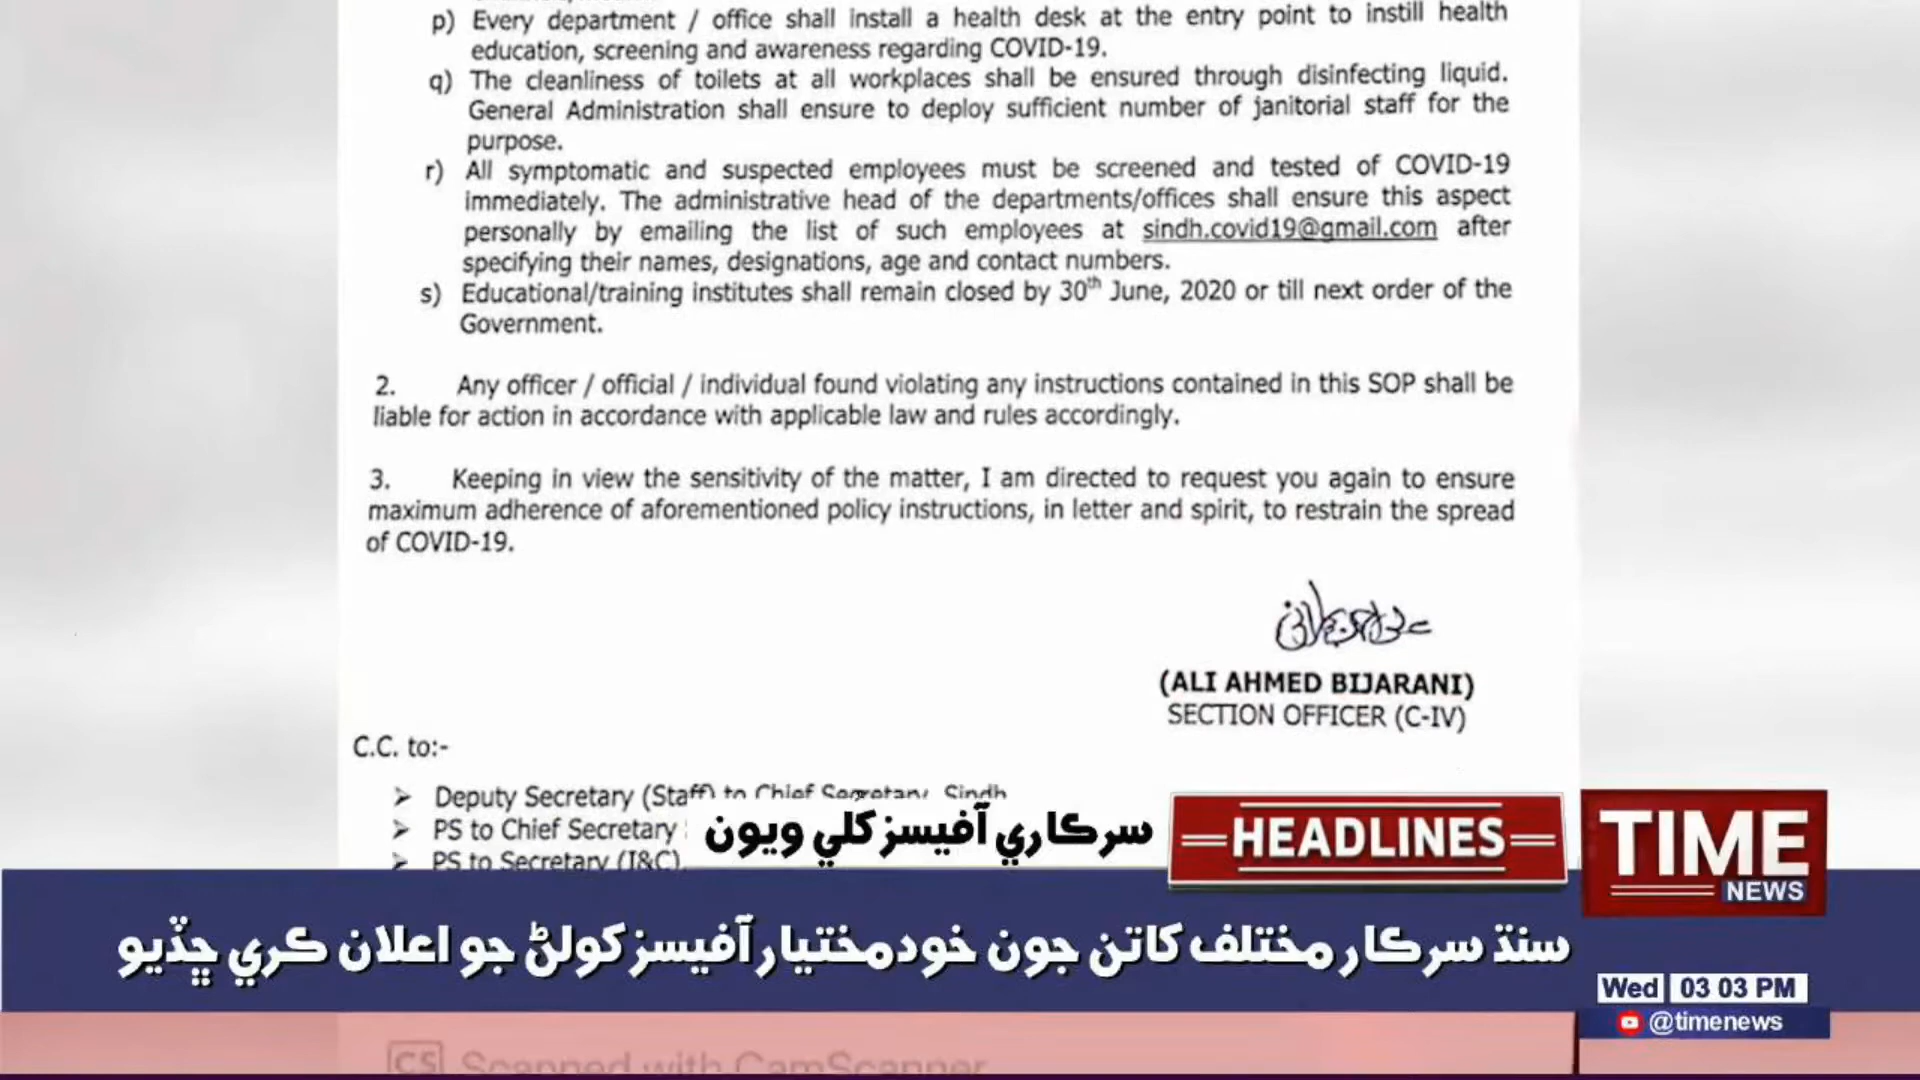 p) Every department / office shall install a health desk at the entry point to instill health
education, screening and awareness regarding COVID-19.
q) The cleanliness of toilets at all workplaces shall be ensured through disinfecting liquid.
General Administration shall ensure to deploy sufficient number of janitorial staff for the
purpose.
r) All symptomatic and suspected employees must be screened and tested of COVID-19
immediately. The administrative head of the departments/offices shall ensure this aspect
personally by emailing the list of such employees at sindh.covid19@gmail.com after
specifying their names, designations, age and contact numbers.
s) Educational/training institutes shall remain closed by 30th June, 2020 or till next order of the
Government.
2. Any officer / official / individual found violating any instructions contained in this SOP shall be
liable for action in accordance with applicable law and rules accordingly.
3. Keeping in view the sensitivity of the matter, I am directed to request you again to ensure
maximum adherence of aforementioned policy instructions, in letter and spirit, to restrain the spread
of COVID-19.
(ALI AHMED BIJARANI)
SECTION OFFICER (C-IV)
C.C. to:-
➢ Deputy Secretary (Staff) to Chief Secretary, Sindh
➢ PS to Chief Secretary
➢ PS to Secretary (I&C),
سرڪاري آفيسز کلي ويون
HEADLINES
TIME
NEWS
سنڌ سرڪار مختلف کاتن جون خودمختيار آفيسز کولڻ جو اعلان ڪري ڇڏيو
Wed 03 03 PM
@timenews
CS Scanned with CamScanner